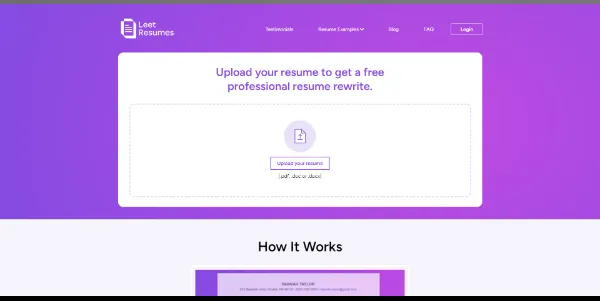 Leet
Resumes
Testimonials
Resume Examples
Blog
FAQ
Login
Upload your resume to get a free
professional resume rewrite.
Upload your resume
(.pdf, .doc or .docx)
How It Works
HANNAH TAYLOR